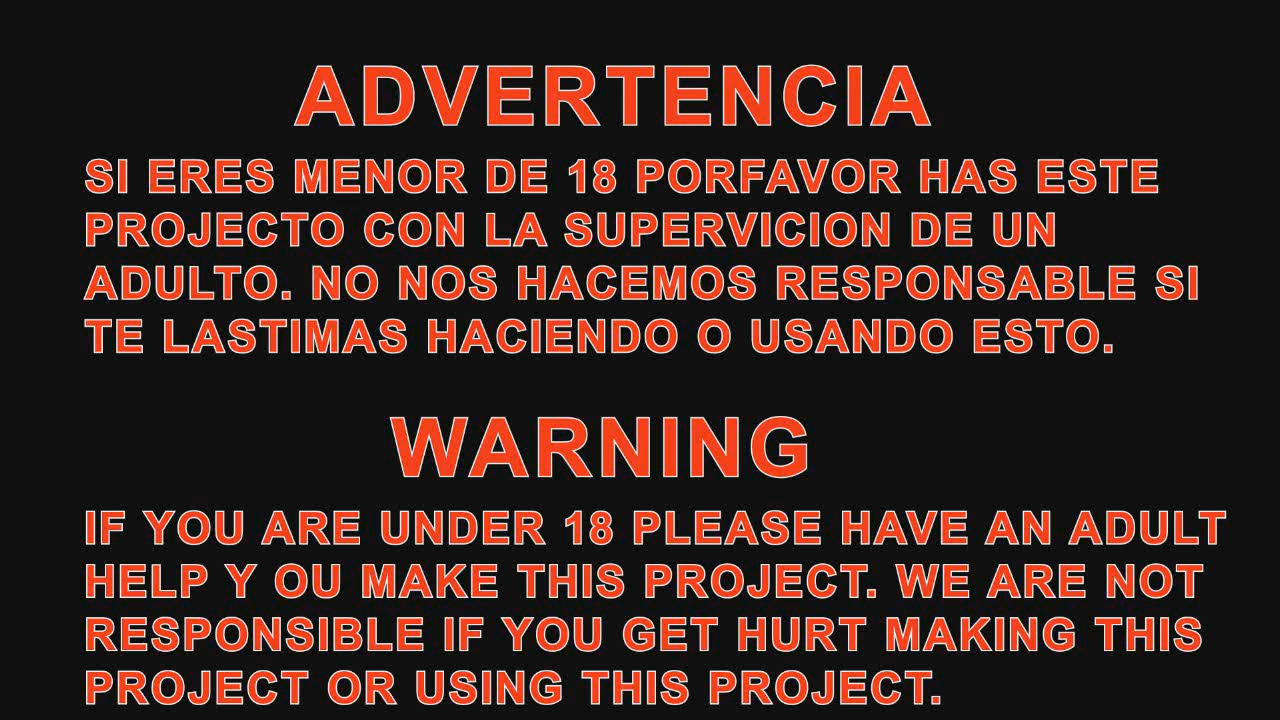 ADVERTENCIA
SI ERES MENOR DE 18 PORFAVOR HAS ESTE
PROJECTO CON LA SUPERVICION DE UN
ADULTO. NO NOS HACEMOS RESPONSABLE SI
TE LASTIMAS HACIENDO O USANDO ESTO.
WARNING
IF YOU ARE UNDER 18 PLEASE HAVE AN ADULT
HELP Y OU MAKE THIS PROJECT. WE ARE NOT
RESPONSIBLE IF YOU GET HURT MAKING THIS
PROJECT OR USING THIS PROJECT.